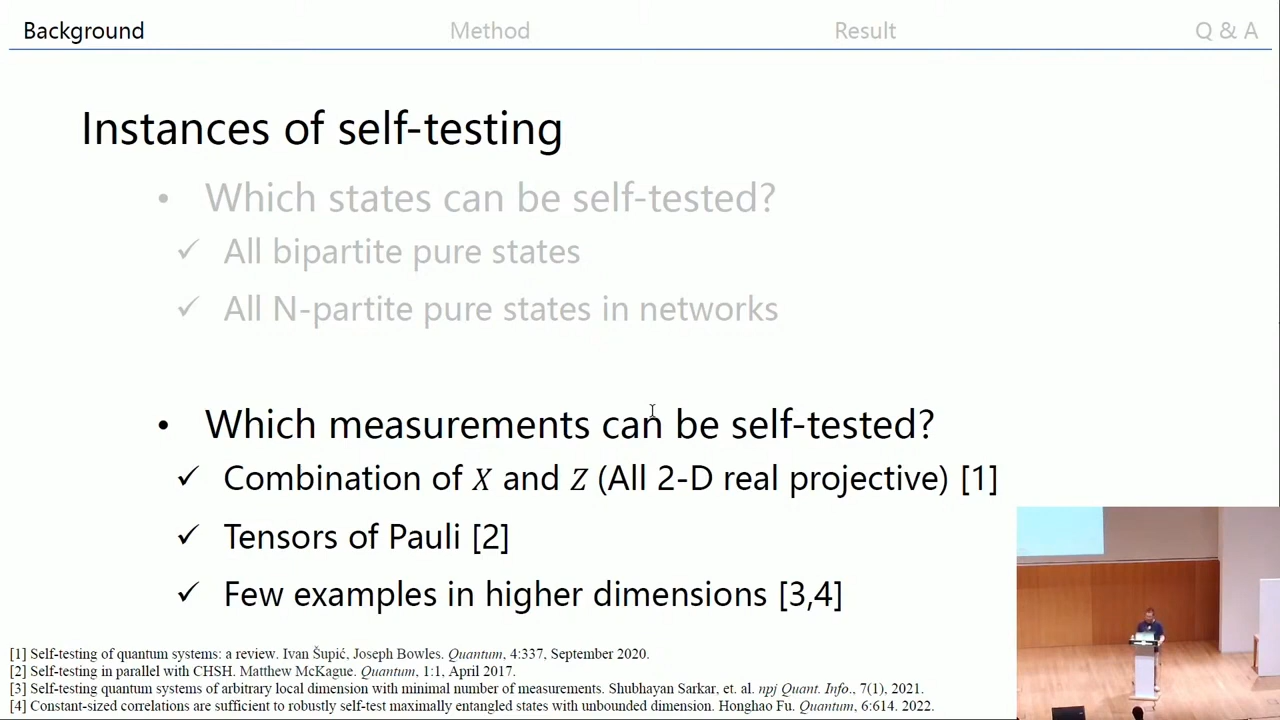 Background Method Result Q & A
Instances of self-testing
• Which states can be self-tested?
✓ All bipartite pure states
✓ All N-partite pure states in networks
• Which measurements can be self-tested?
✓ Combination of X and Z (All 2-D real projective) [1]
✓ Tensors of Pauli [2]
✓ Few examples in higher dimensions [3,4]
[1] Self-testing of quantum systems: a review. Ivan Šupić, Joseph Bowles. Quantum, 4:337, September 2020.
[2] Self-testing in parallel with CHSH. Matthew McKague. Quantum, 1:1, April 2017.
[3] Self-testing quantum systems of arbitrary local dimension with minimal number of measurements. Shubhayan Sarkar, et. al. npj Quant. Info., 7(1), 2021.
[4] Constant-sized correlations are sufficient to robustly self-test maximally entangled states with unbounded dimension. Honghao Fu. Quantum, 6:614. 2022.